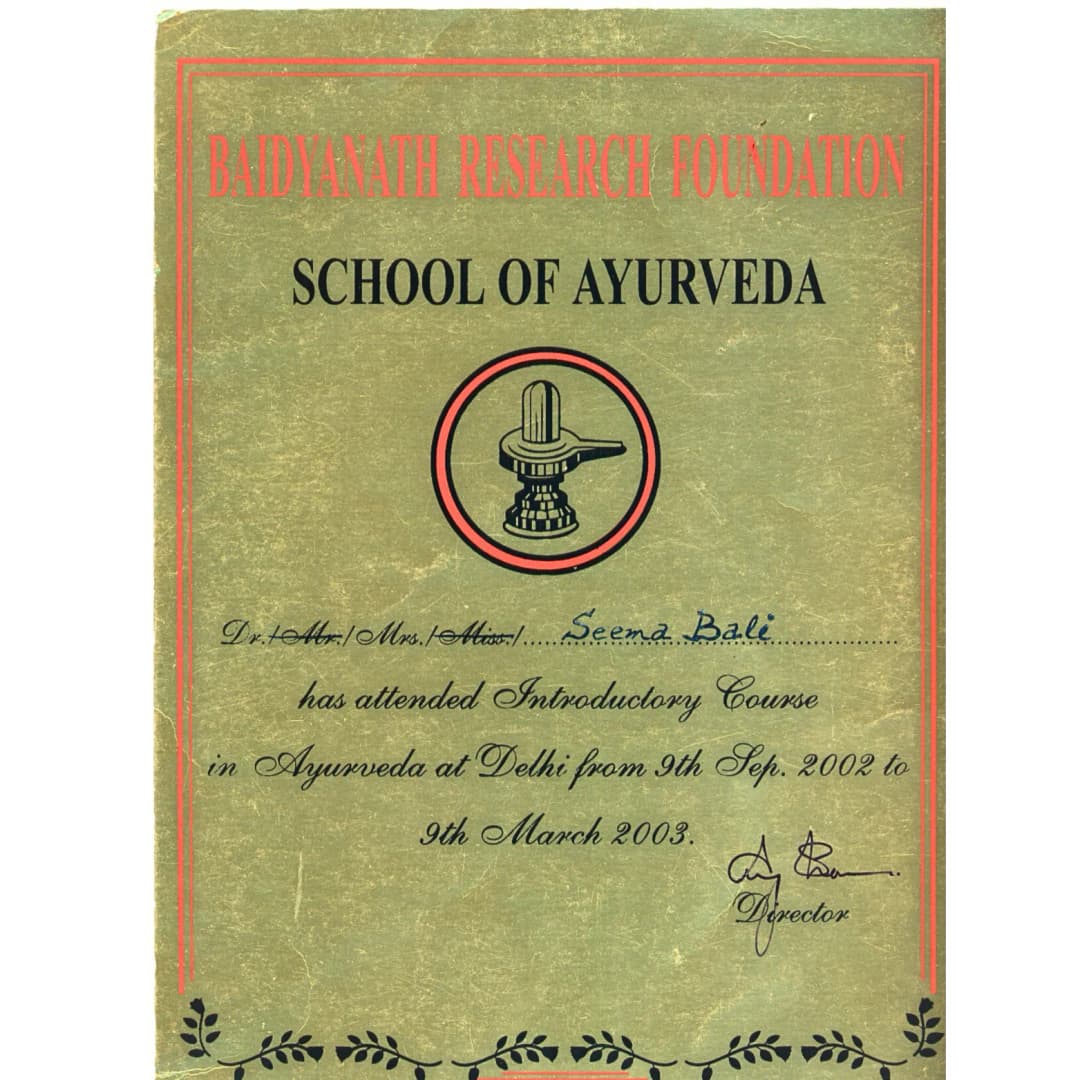 BAIDYANATH RESEARCH FOUNDATION
SCHOOL OF AYURVEDA
Dr./Mr./Mrs./Miss./.....Seema Bali....................
has attended Introductory Course
in Ayurveda at Delhi from 9th Sep. 2002 to
9th March 2003.
Director